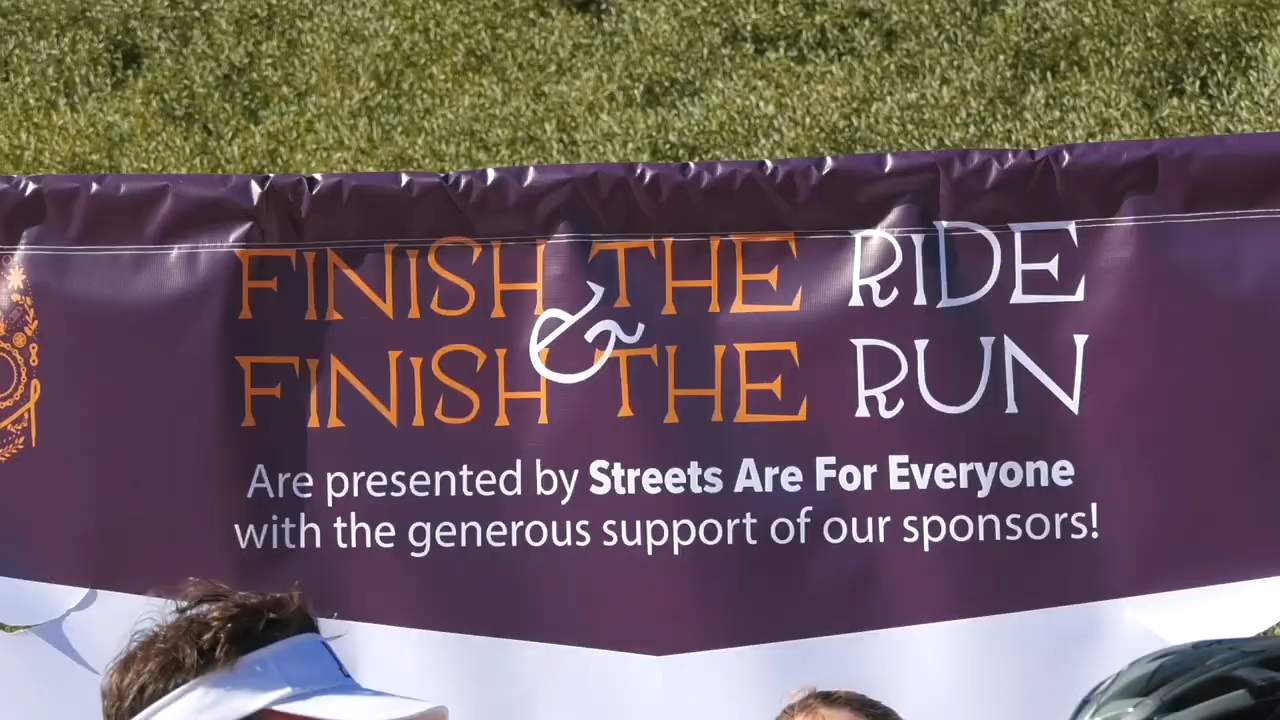 FINISH THE RIDE
&
FINISH THE RUN
Are presented by Streets Are For Everyone
with the generous support of our sponsors!